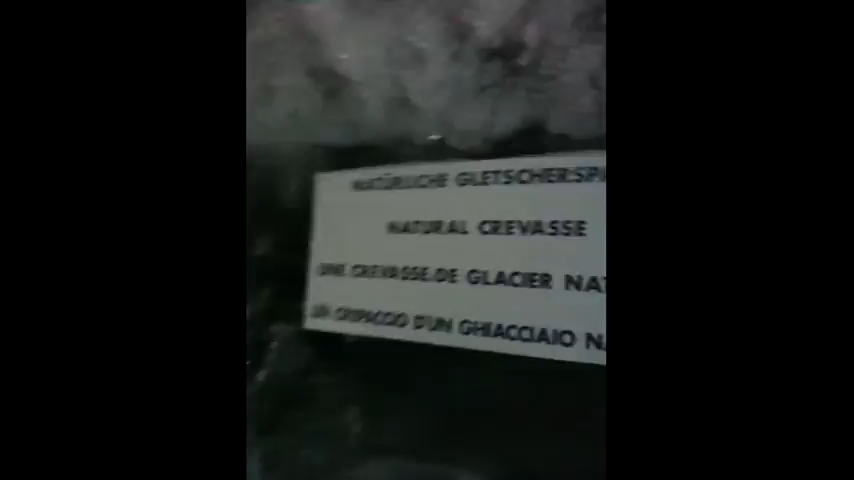 NATÜRLICHE GLETSCHERSPA
NATURAL CREVASSE
UNE CREVASSE DE GLACIER NAT
UN CREPACCIO D'UN GHIACCIAIO NA